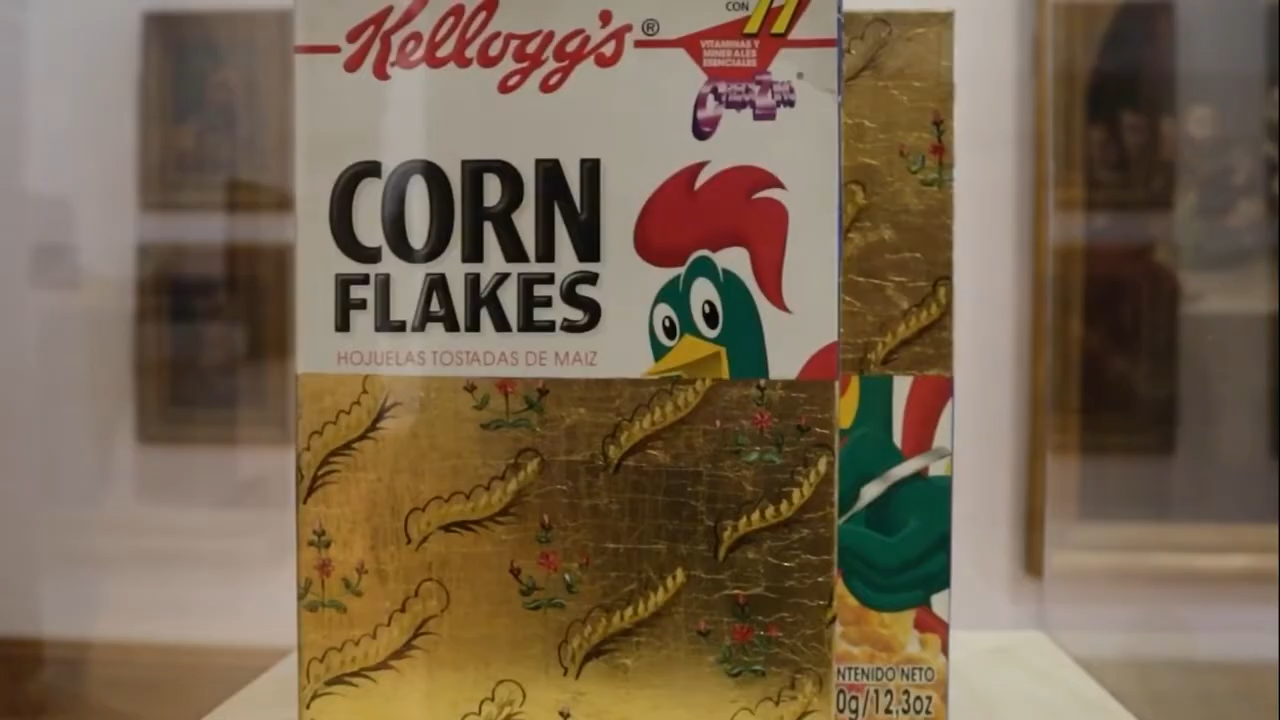 Kellogg's®
CON 11
VITAMINAS Y
MINERALES
ESENCIALES
CORN
FLAKES
HOJUELAS TOSTADAS DE MAIZ
NTENIDO NETO
0g/12,3oz